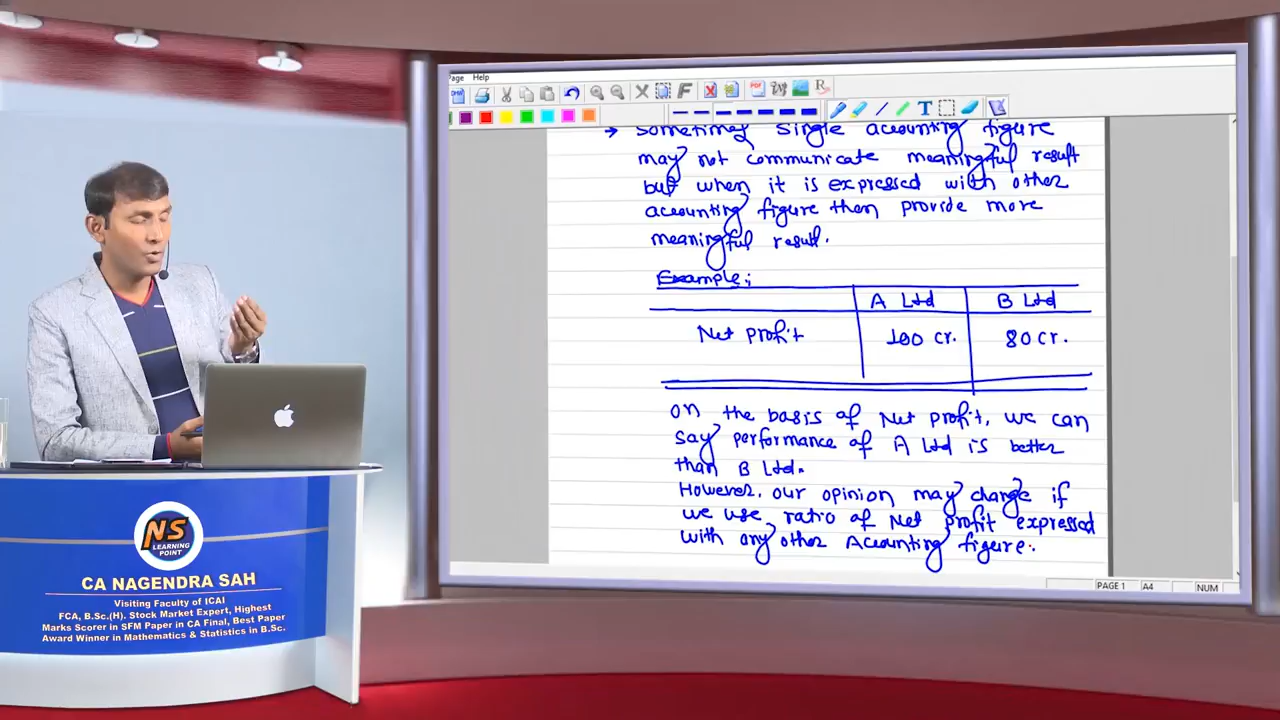 Page Help
→ Sometimes single accounting figure
may not communicate meaningful result
but when it is expressed with other
accounting figure then provide more
meaningful result.
Example:
A Ltd B Ltd
Net profit 100 cr. 80 cr.
on the basis of Net profit, we can
say performance of A Ltd is better
than B Ltd.
However, our opinion may change if
we use ratio of Net profit expressed
with any other Accounting figure.
PAGE 1 A4 NUM
NS
LEARNING
POINT
CA NAGENDRA SAH
Visiting Faculty of ICAI
FCA, B.Sc.(H). Stock Market Expert, Highest
Marks Scorer in SFM Paper in CA Final, Best Paper
Award Winner in Mathematics & Statistics in B.Sc.